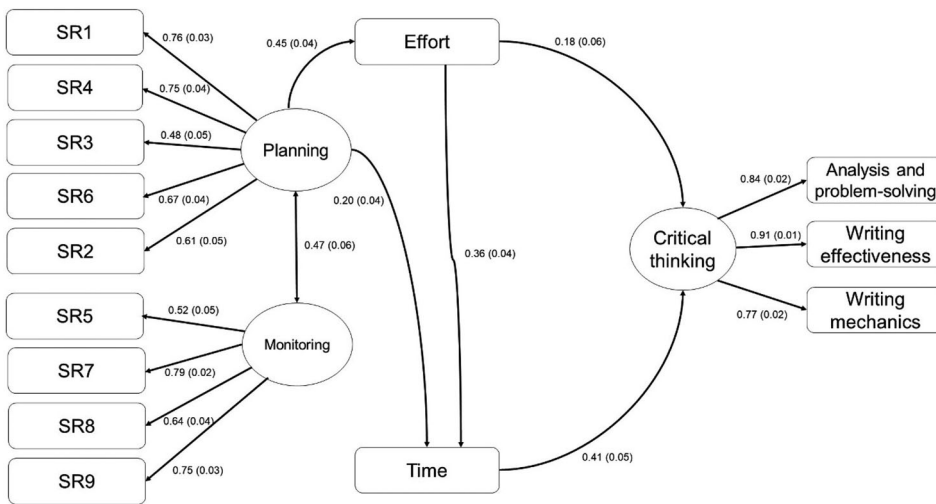 SR1
0.76 (0.03)
0.45 (0.04)
Effort
0.18 (0.06)
SR4
0.75 (0.04)
SR3
0.48 (0.05)
Planning
SR6
0.67 (0.04)
0.20 (0.04)
SR2
0.61 (0.05)
0.47 (0.06)
0.36 (0.04)
Critical
thinking
0.84 (0.02)
Analysis and
problem-solving
0.91 (0.01)
Writing
effectiveness
0.77 (0.02)
Writing
mechanics
SR5
0.52 (0.05)
Monitoring
SR7
0.79 (0.02)
SR8
0.64 (0.04)
SR9
0.75 (0.03)
Time
0.41 (0.05)